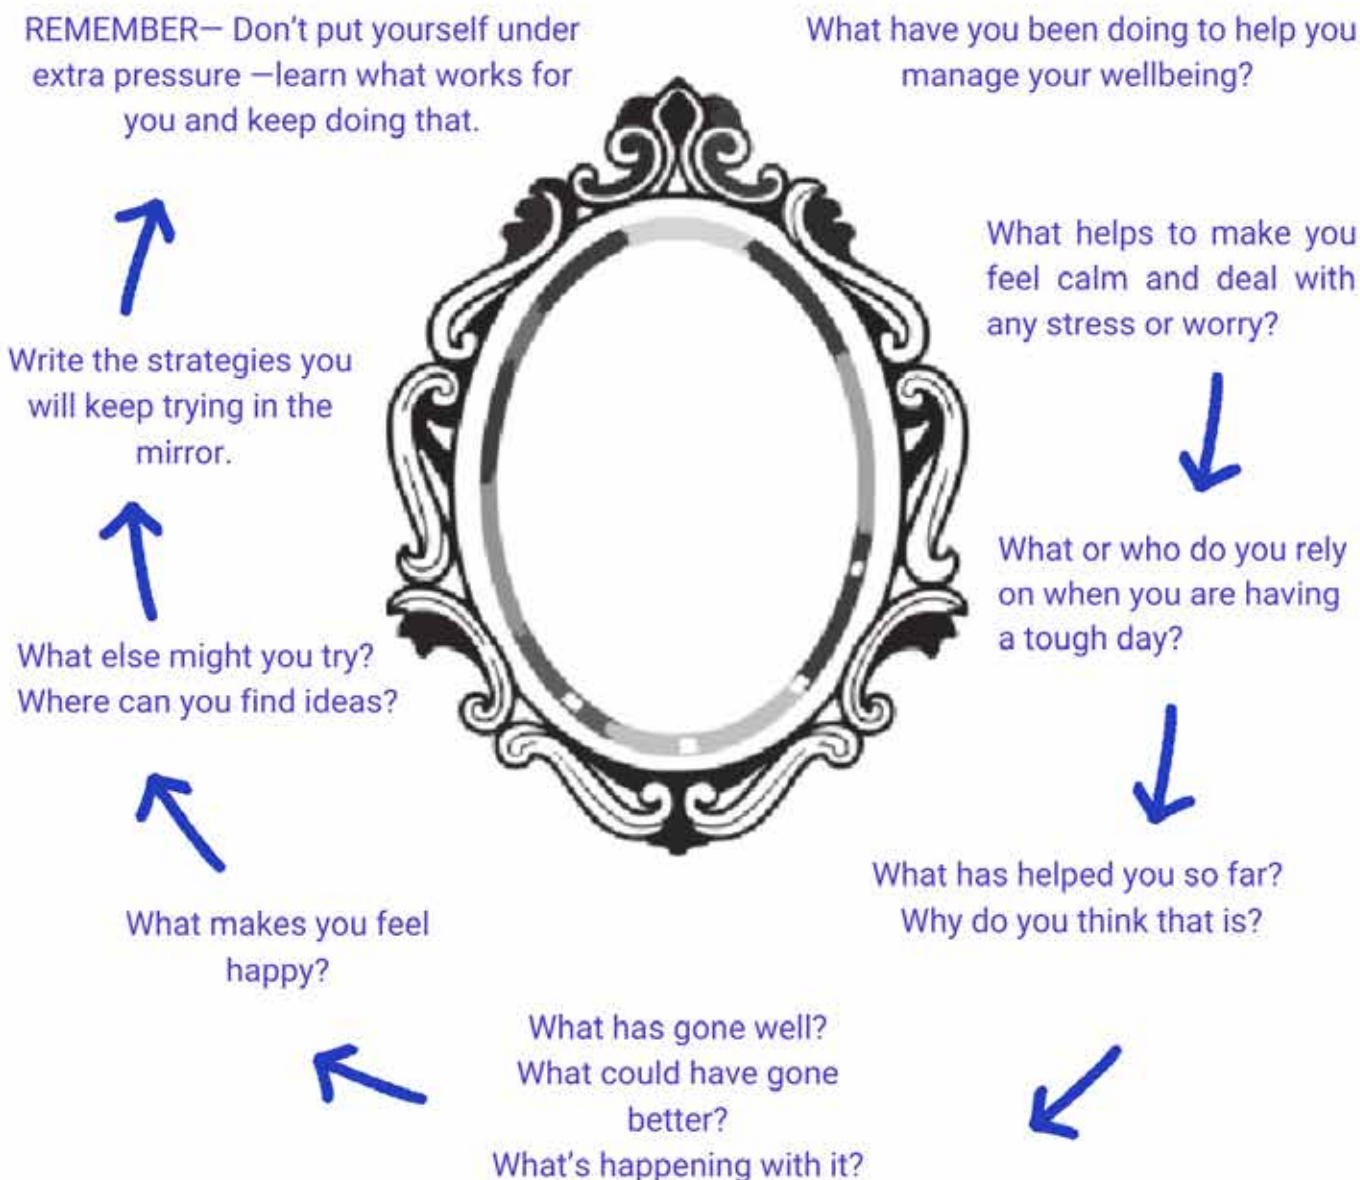 What have you been doing to help you
manage your wellbeing?
What helps to make you
feel calm and deal with
any stress or worry?
What or who do you rely
on when you are having
a tough day?
What has helped you so far?
Why do you think that is?
What has gone well?
What could have gone
better?
What's happening with it?
What makes you feel
happy?
What else might you try?
Where can you find ideas?
Write the strategies you
will keep trying in the
mirror.
REMEMBER— Don't put yourself under
extra pressure —learn what works for
you and keep doing that.